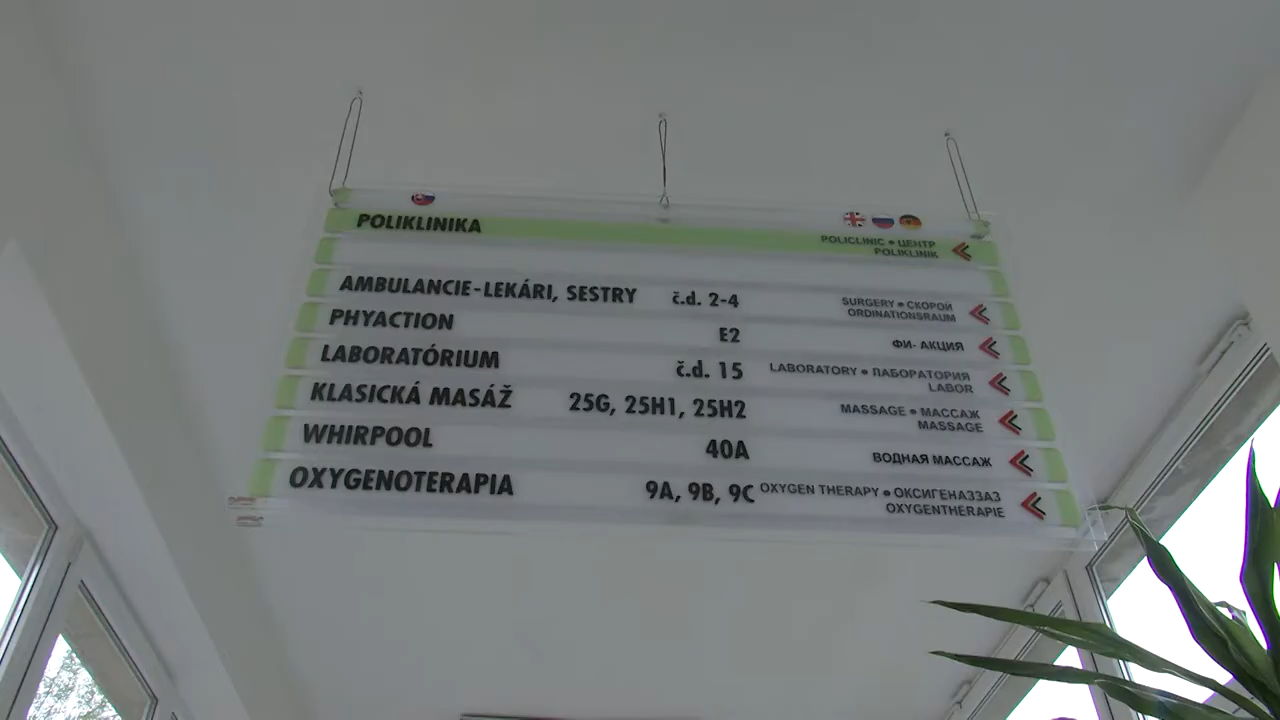 POLIKLINIKA
POLICLINIC • ЦЕНТР
POLIKLINIK
AMBULANCIE-LEKÁRI, SESTRY č.d. 2-4
SURGERY • СКОРОЙ
ORDINATIONSRAUM
PHYACTION E2
ФИ- АКЦИЯ
LABORATÓRIUM č.d. 15
LABORATORY • ЛАБОРАТОРИЯ
LABOR
KLASICKÁ MASÁŽ 25G, 25H1, 25H2
MASSAGE • МАССАЖ
MASSAGE
WHIRPOOL 40A
ВОДНАЯ МАССАЖ
OXYGENOTERAPIA 9A, 9B, 9C
OXYGEN THERAPY • ОКСИГЕНАЗЗАЗ
OXYGENTHERAPIE